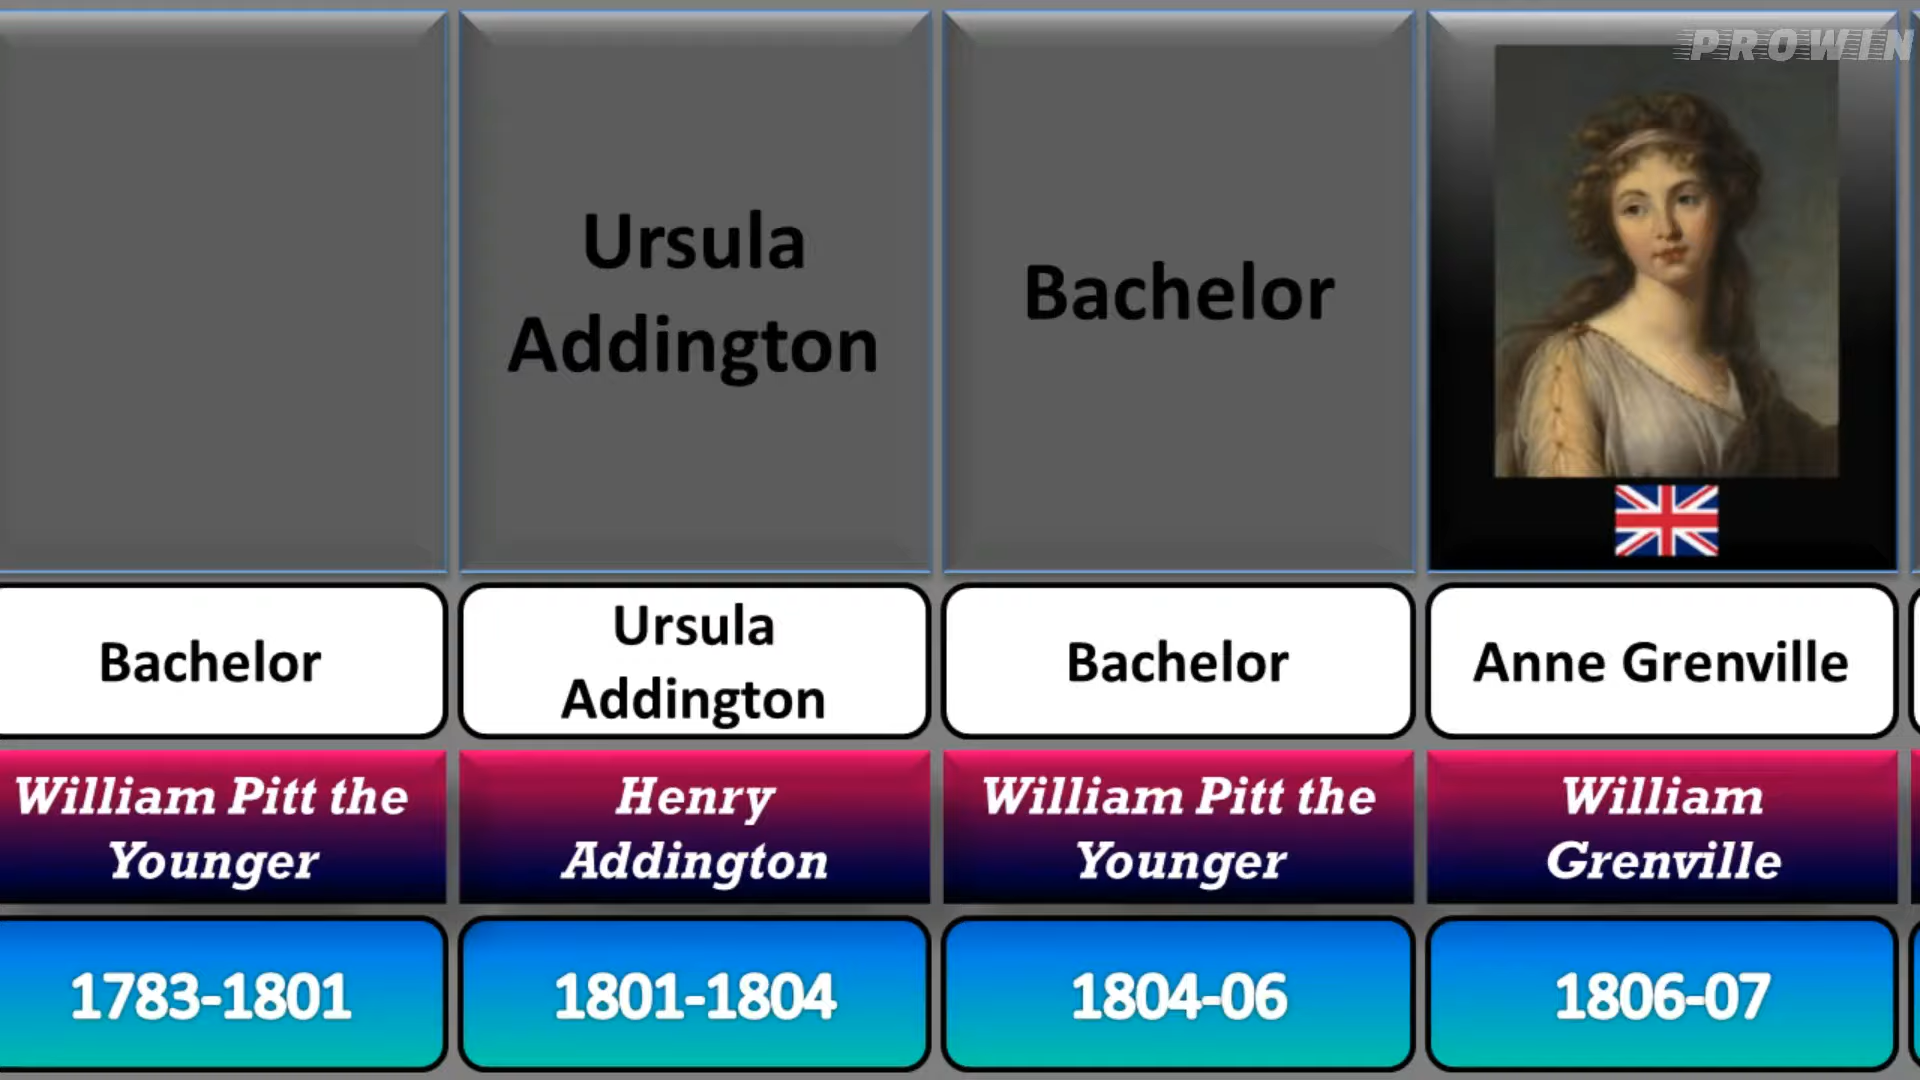 PROWIN
Ursula
Addington
Bachelor
Bachelor
Ursula
Addington
Bachelor
Anne Grenville
William Pitt the
Younger
Henry
Addington
William Pitt the
Younger
William
Grenville
1783-1801
1801-1804
1804-06
1806-07